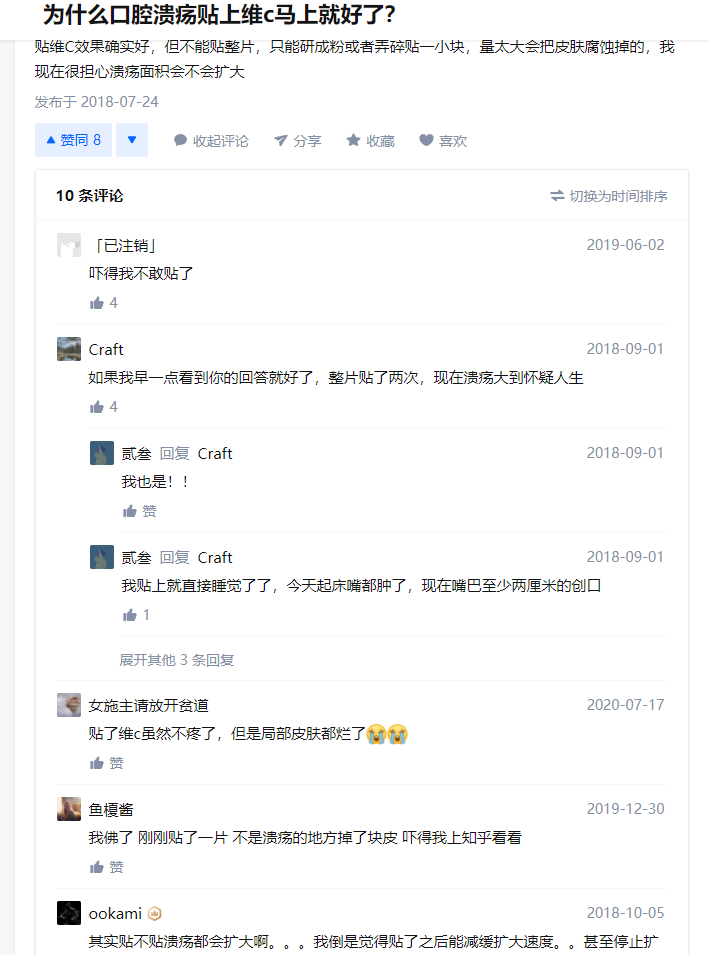 为什么口腔溃疡贴上维c马上就好了？
贴维C效果确实好，但不能贴整片，只能研成粉或者弄碎贴一小块，量太大会把皮肤腐蚀掉的，我
现在很担心溃疡面积会不会扩大
发布于 2018-07-24
赞同 8 收起评论 分享 收藏 喜欢
10 条评论 切换为时间排序
「已注销」 2019-06-02
吓得我不敢贴了
4
Craft 2018-09-01
如果我早一点看到你的回答就好了，整片贴了两次，现在溃疡大到怀疑人生
4
贰叁 回复 Craft 2018-09-01
我也是！！
赞
贰叁 回复 Craft 2018-09-01
我贴上就直接睡觉了了，今天起床嘴都肿了，现在嘴巴至少两厘米的创口
1
展开其他 3 条回复
女施主请放开贫道 2020-07-17
贴了维c虽然不疼了，但是局部皮肤都烂了😭😭
赞
鱼榎酱 2019-12-30
我佛了 刚刚贴了一片 不是溃疡的地方掉了块皮 吓得我上知乎看看
赞
ookami 2018-10-05
其实贴不贴溃疡都会扩大啊。。。我倒是觉得贴了之后能减缓扩大速度。。甚至停止扩